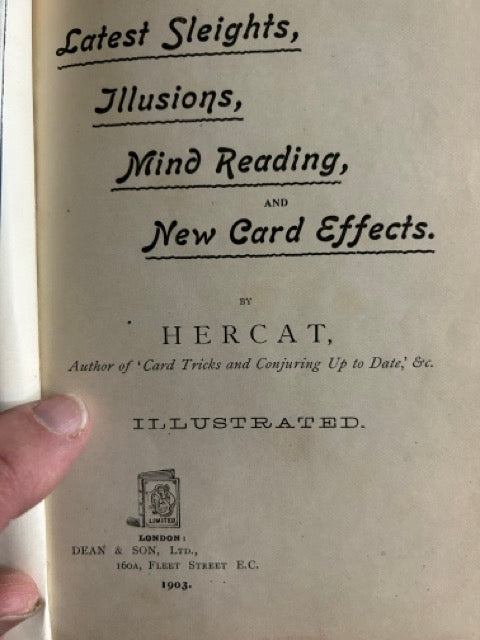 Latest Sleights,
Illusions,
Mind Reading,
AND
New Card Effects.
BY
HERCAT,
Author of 'Card Tricks and Conjuring Up to Date,' &c.
ILLUSTRATED.
LIMITED
LONDON:
DEAN & SON, LTD.,
160A, FLEET STREET E.C.
1903.